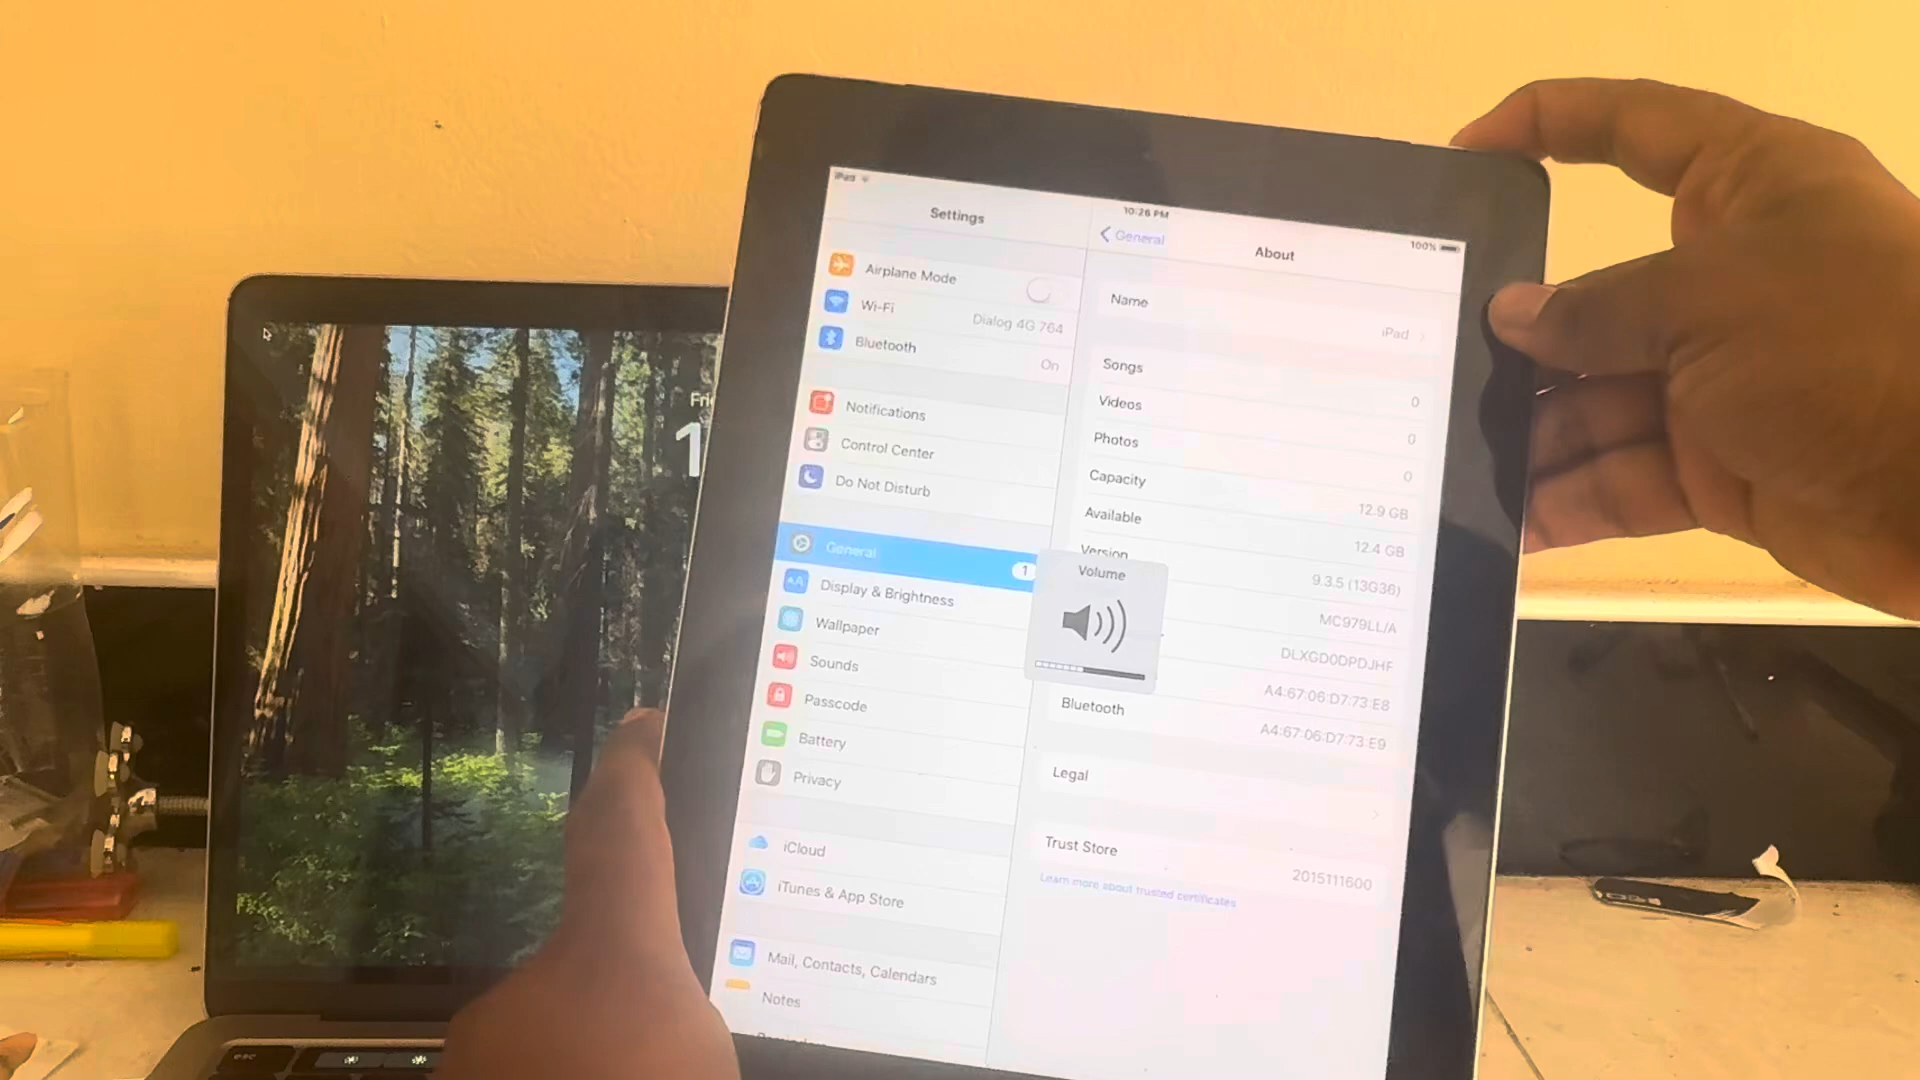 iPad
10:26 PM
100%
Settings
General
About
Airplane Mode
Wi-Fi
Dialog 4G 764
Bluetooth
On
Notifications
Control Center
Do Not Disturb
General
1
Display & Brightness
Wallpaper
Sounds
Passcode
Battery
Privacy
iCloud
iTunes & App Store
Mail, Contacts, Calendars
Notes
Name
iPad
Songs
0
Videos
0
Photos
0
Capacity
12.9 GB
Available
12.4 GB
Version
9.3.5 (13G36)
MC979LL/A
DLXGD0DPDJHF
A4:67:06:D7:73:E8
Bluetooth
A4:67:06:D7:73:E9
Legal
Trust Store
2015111600
Learn more about trusted certificates
Volume
esc